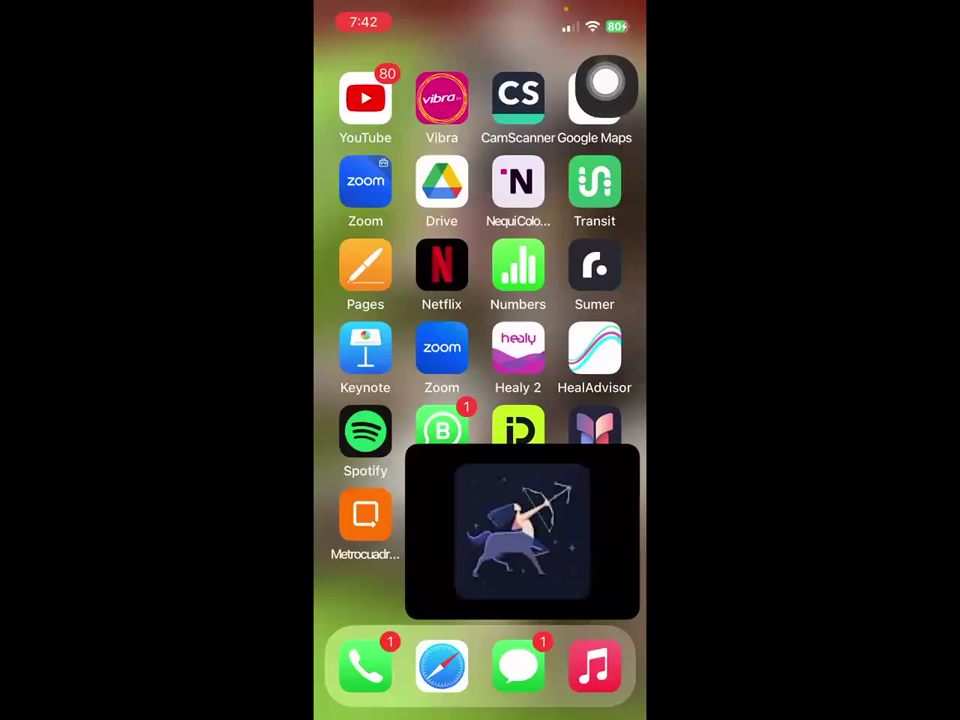 7:42
80
80
YouTube
vibra
Vibra
CS
CamScanner
Google Maps
zoom
Zoom
Drive
N
NequiColo...
Transit
Pages
N
Netflix
Numbers
Sumer
Keynote
zoom
Zoom
healy
Healy 2
HealAdvisor
Spotify
1
B
iD
Metrocuadr...
1
1